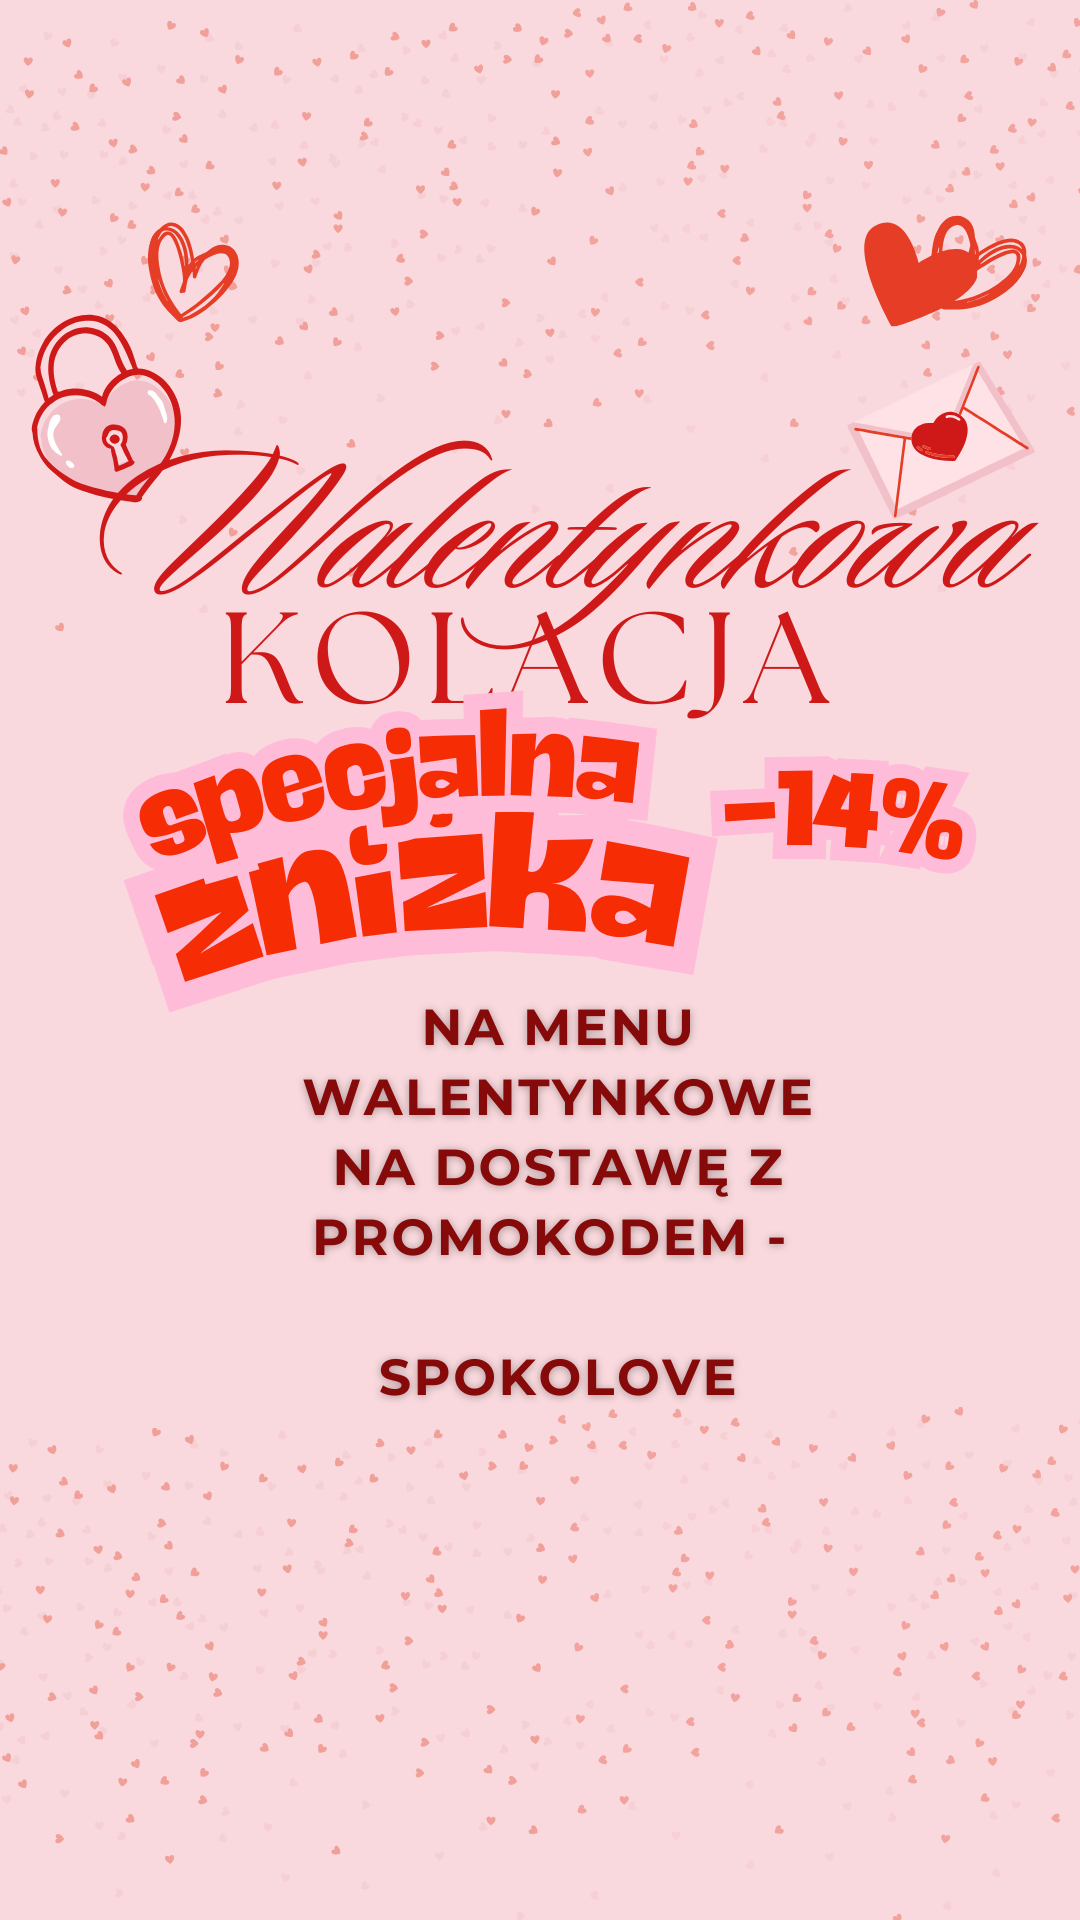 Walentynkowa
KOLACJA
specjalna
zniżka
-14%
NA MENU
WALENTYNKOWE
NA DOSTAWĘ Z
PROMOKODEM -
SPOKOLOVE